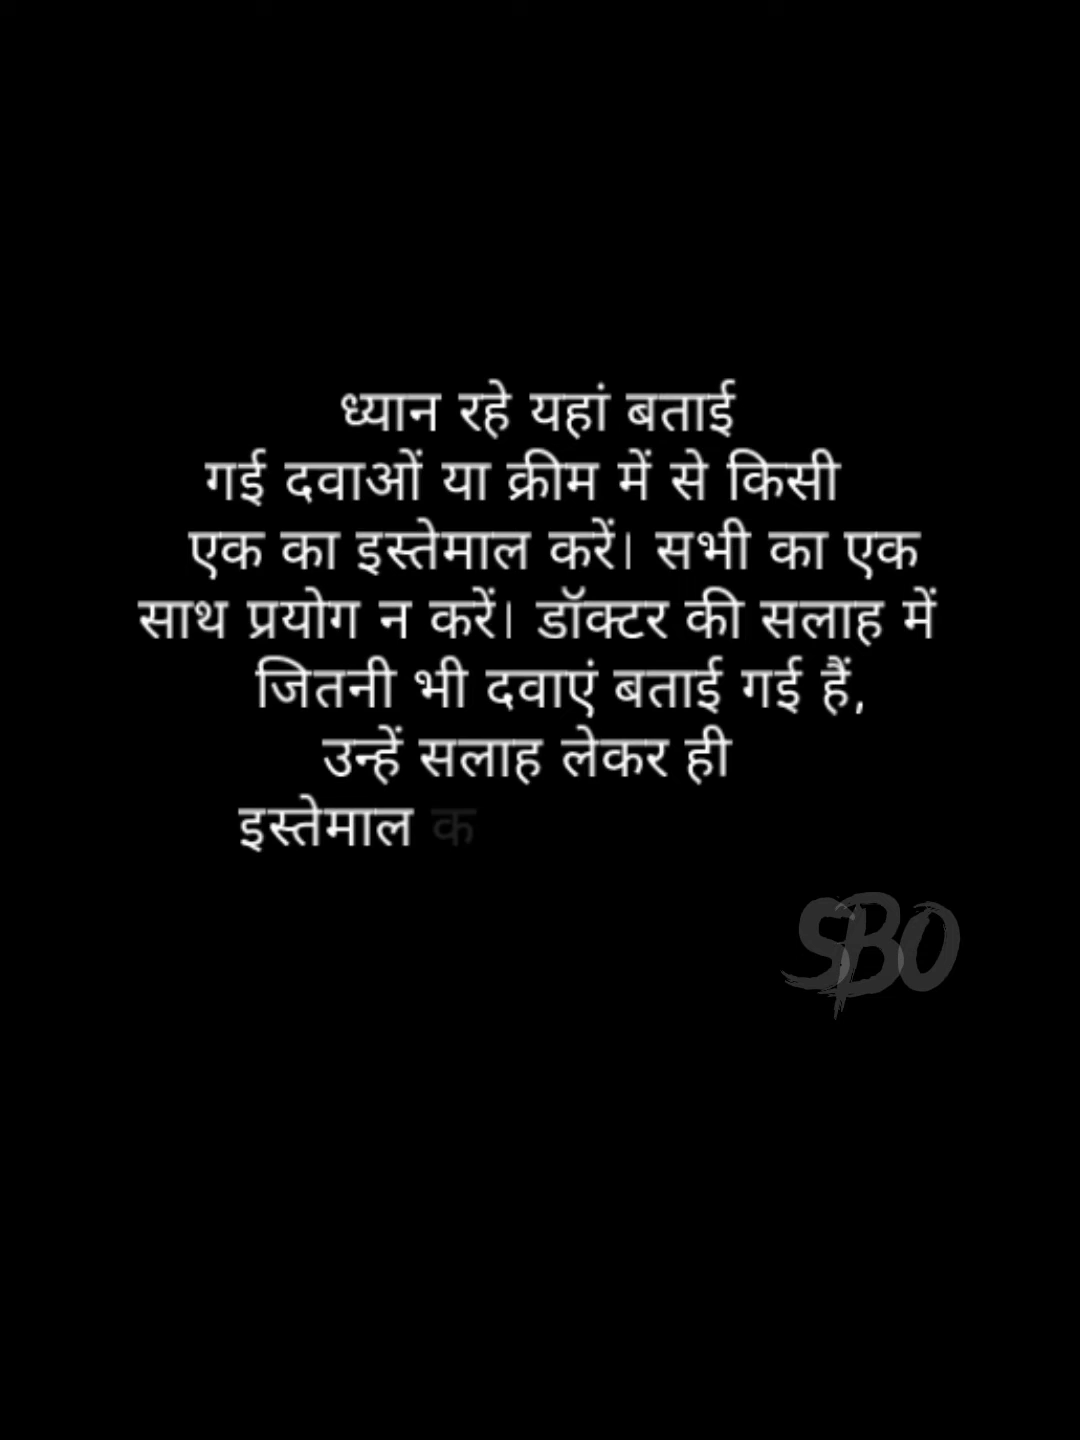 ध्यान रहे यहां बताई
गई दवाओं या क्रीम में से किसी
एक का इस्तेमाल करें। सभी का एक
साथ प्रयोग न करें। डॉक्टर की सलाह में
जितनी भी दवाएं बताई गई हैं,
उन्हें सलाह लेकर ही
इस्तेमाल क
SBO